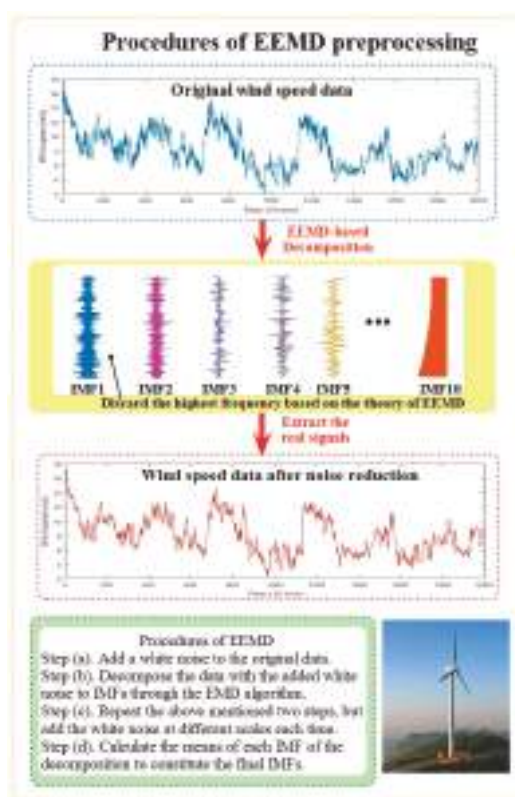 Procedures of EEMD preprocessing
Original wind speed data
EEMD-based
Decomposition
IMF1 IMF2 IMF3 IMF4 IMF5 ••• IMF10
Discard the highest frequency based on the theory of EEMD
Extract the
real signals
Wind speed data after noise reduction
Procedures of EEMD
Step (a). Add a white noise to the original data.
Step (b). Decompose the data with the added white
noise to IMFs through the EMD algorithm.
Step (c). Repeat the above mentioned two steps, but
add the white noise at different scales each time.
Step (d). Calculate the means of each IMF of the
decomposition to constitute the final IMFs.